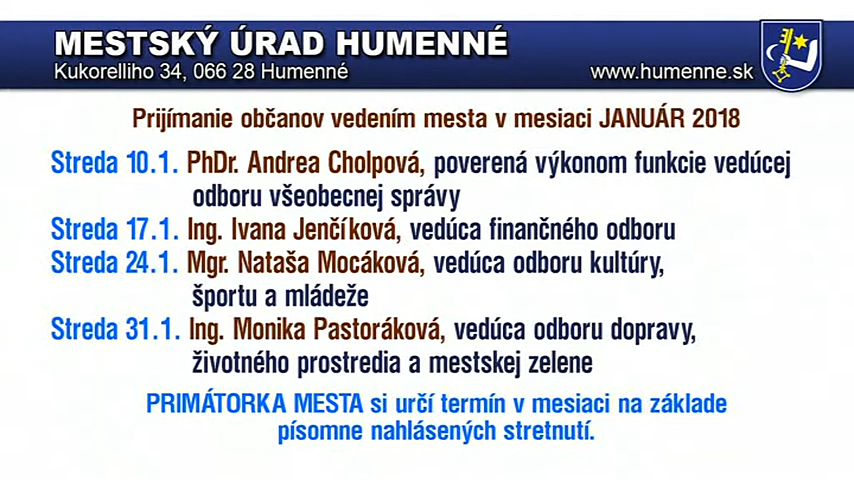 MESTSKÝ ÚRAD HUMENNÉ
Kukorelliho 34, 066 28 Humenné
www.humenne.sk
Prijímanie občanov vedením mesta v mesiaci JANUÁR 2018
Streda 10.1. PhDr. Andrea Cholpová, poverená výkonom funkcie vedúcej
odboru všeobecnej správy
Streda 17.1. Ing. Ivana Jenčíková, vedúca finančného odboru
Streda 24.1. Mgr. Nataša Mocáková, vedúca odboru kultúry,
športu a mládeže
Streda 31.1. Ing. Monika Pastoráková, vedúca odboru dopravy,
životného prostredia a mestskej zelene
PRIMÁTORKA MESTA si určí termín v mesiaci na základe
písomne nahlásených stretnutí.